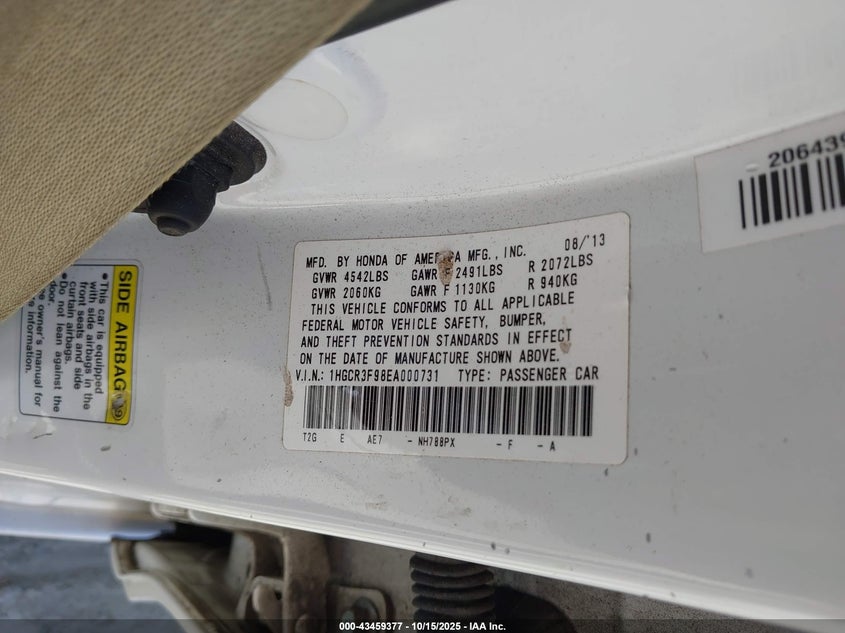 206439
MFD. BY HONDA OF AMERICA MFG., INC. 08/'13
GVWR 4542LBS GAWR F 2491LBS R 2072LBS
GVWR 2060KG GAWR F 1130KG R 940KG
THIS VEHICLE CONFORMS TO ALL APPLICABLE
FEDERAL MOTOR VEHICLE SAFETY, BUMPER,
AND THEFT PREVENTION STANDARDS IN EFFECT
ON THE DATE OF MANUFACTURE SHOWN ABOVE.
V.I.N.: 1HGCR3F98EA000731 TYPE: PASSENGER CAR
T2G E AE7 - NH788PX - F - A
SIDE AIRBAG
•This car is equipped
with side airbags in the
front seats and side
curtain airbags.
•Do not lean against the
door.
owner's manual for
information.
000-43459377 - 10/15/2025 - IAA Inc.